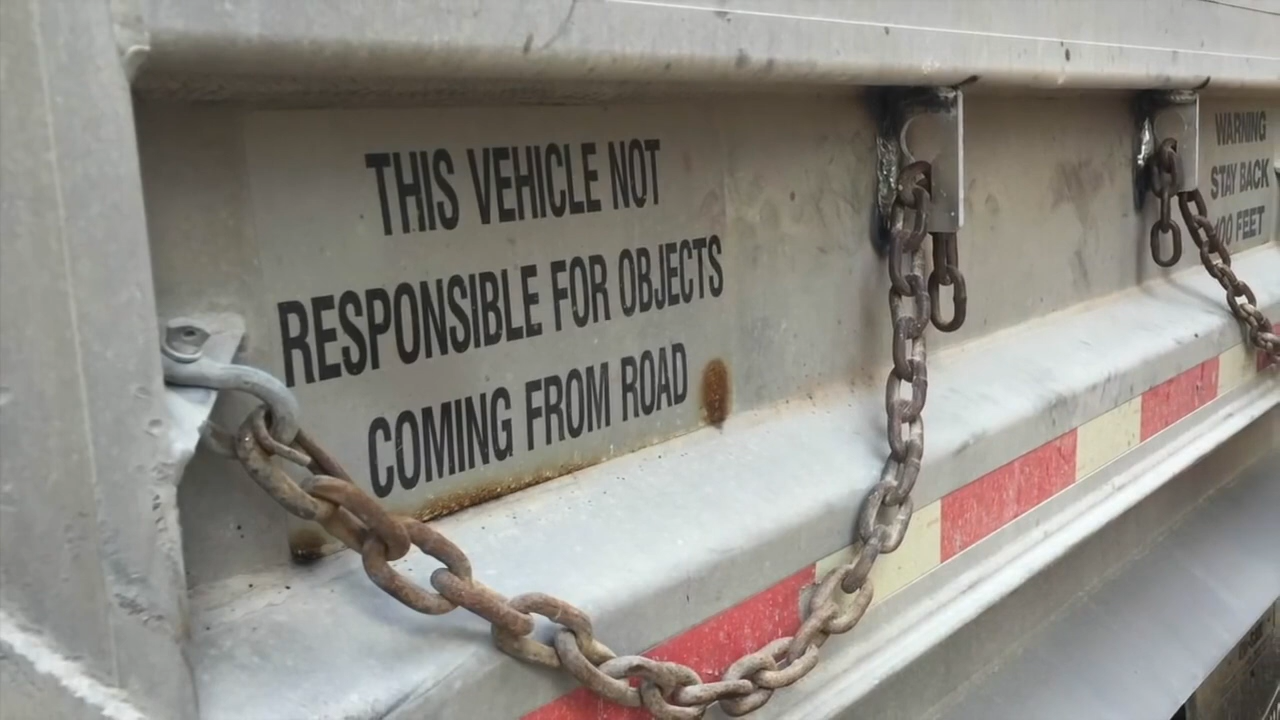 THIS VEHICLE NOT
RESPONSIBLE FOR OBJECTS
COMING FROM ROAD
WARNING
STAY BACK
FEET